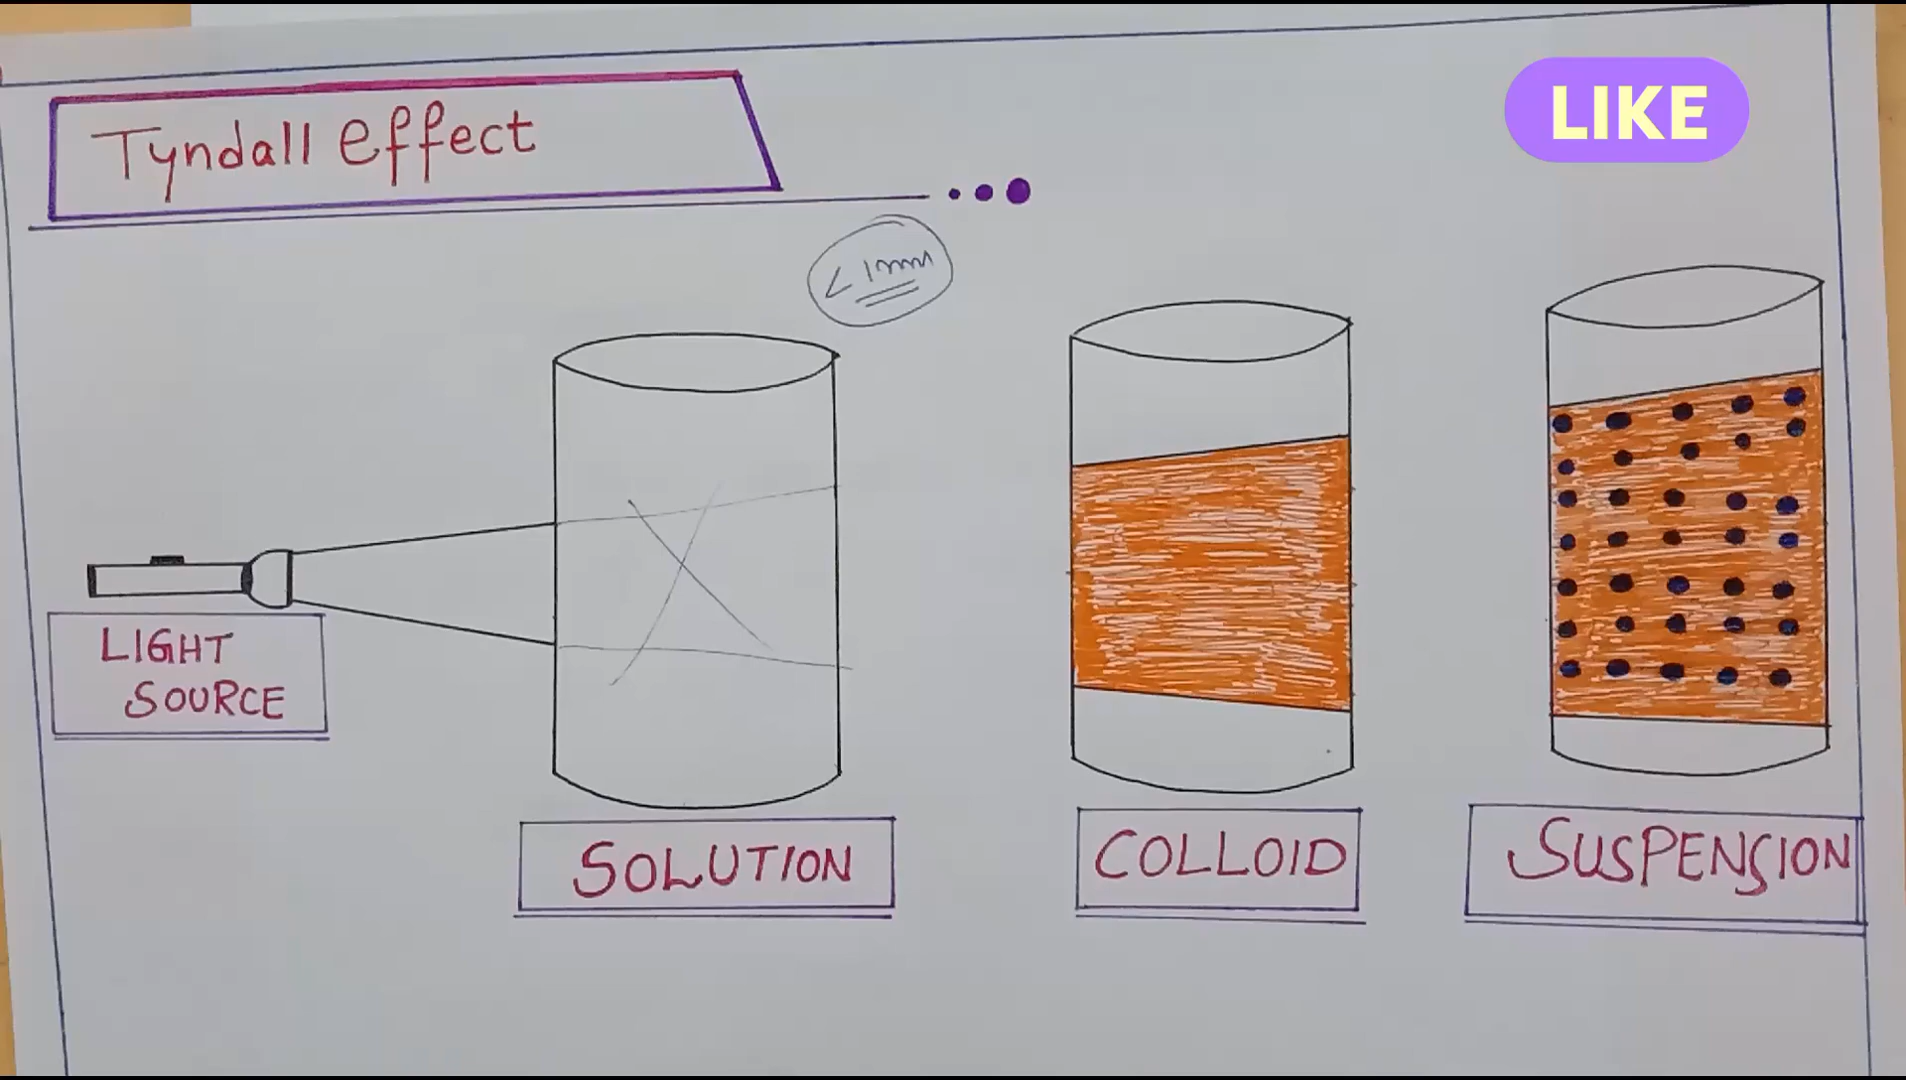 Tyndall effect
LIKE
< 1nm
LIGHT
SOURCE
SOLUTION
COLLOID
SUSPENSION